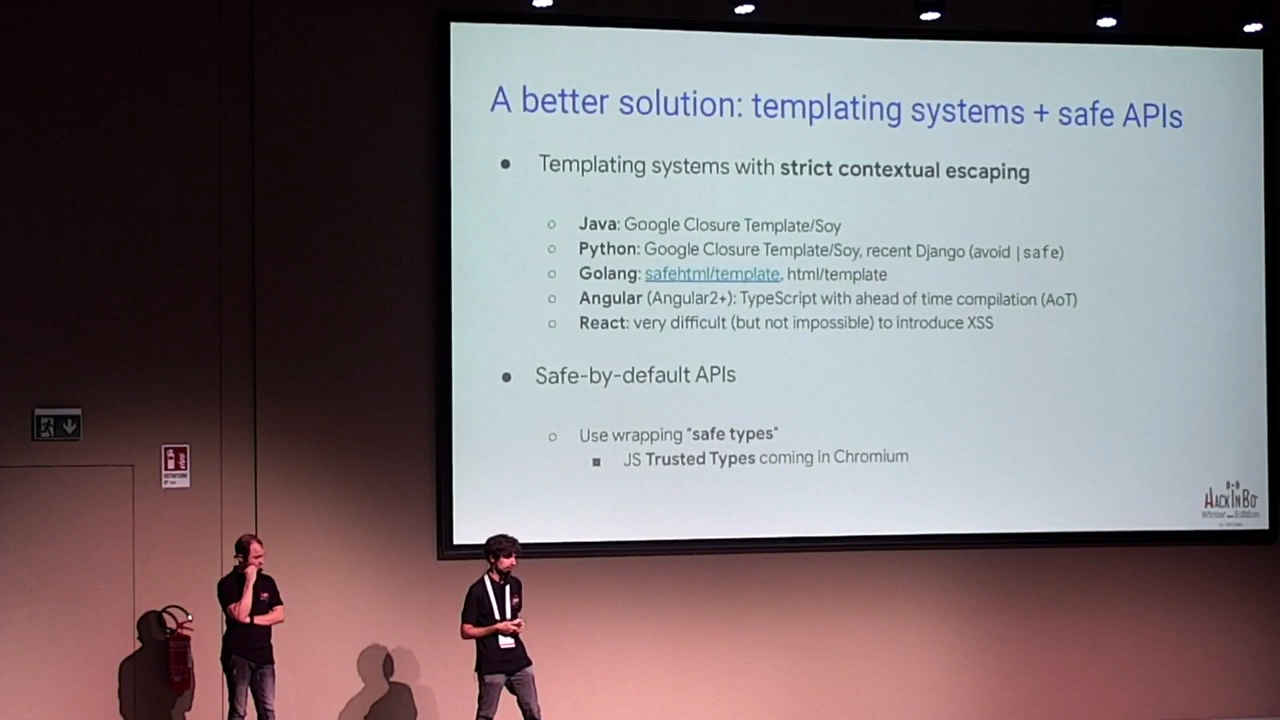 A better solution: templating systems + safe APIs
● Templating systems with strict contextual escaping
○ Java: Google Closure Template/Soy
○ Python: Google Closure Template/Soy, recent Django (avoid |safe)
○ Golang: safehtml/template, html/template
○ Angular (Angular2+): TypeScript with ahead of time compilation (AoT)
○ React: very difficult (but not impossible) to introduce XSS
● Safe-by-default APIs
○ Use wrapping "safe types"
■ JS Trusted Types coming in Chromium
HACKINBO
Winter Edition